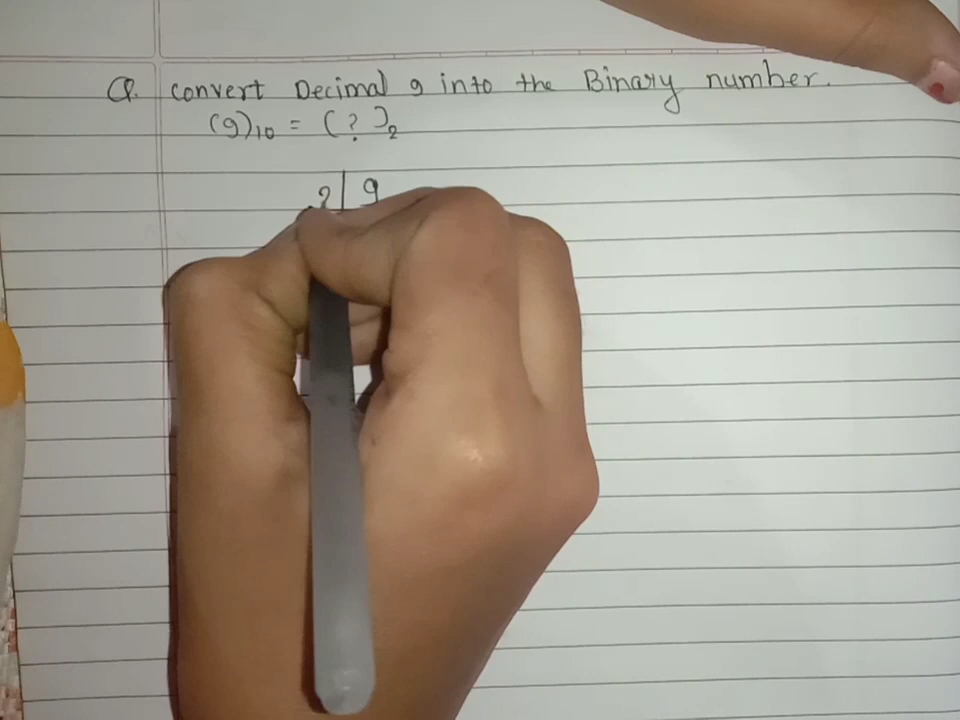 Q. convert Decimal 9 into the Binary number.
(9)10 = ( ? )2
2 | 9